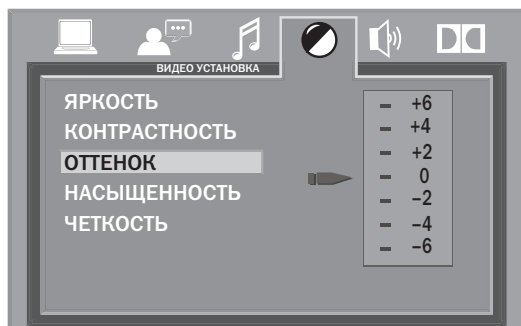 ВИДЕО УСТАНОВКА
ЯРКОСТЬ
КОНТРАСТНОСТЬ
ОТТЕНОК
НАСЫЩЕННОСТЬ
ЧЕТКОСТЬ
+6
+4
+2
0
−2
−4
−6